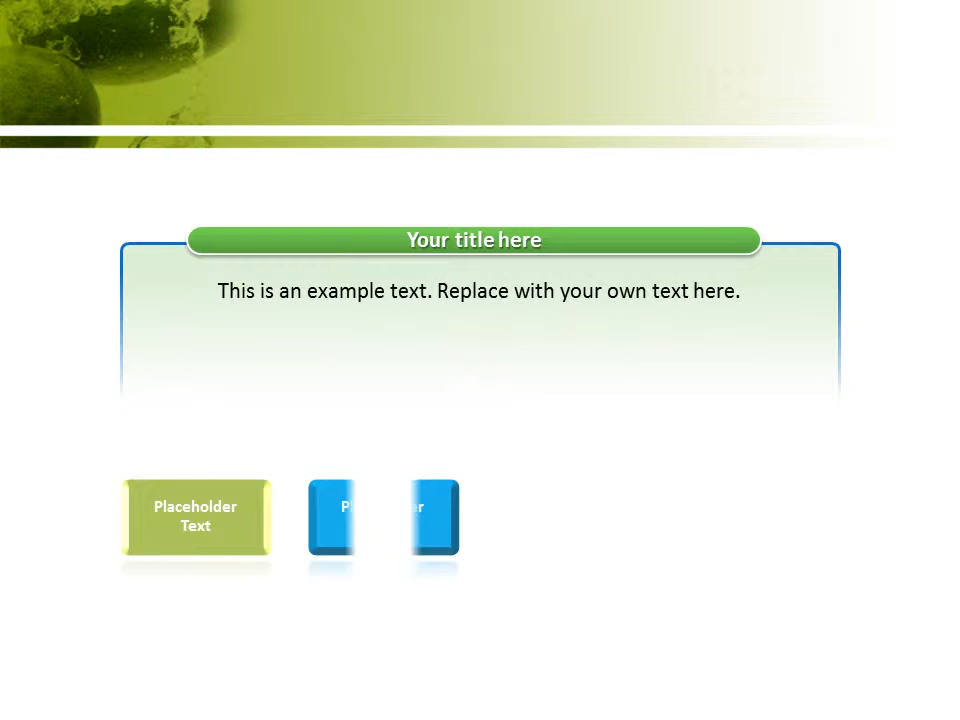 Your title here
This is an example text. Replace with your own text here.
Placeholder
Text